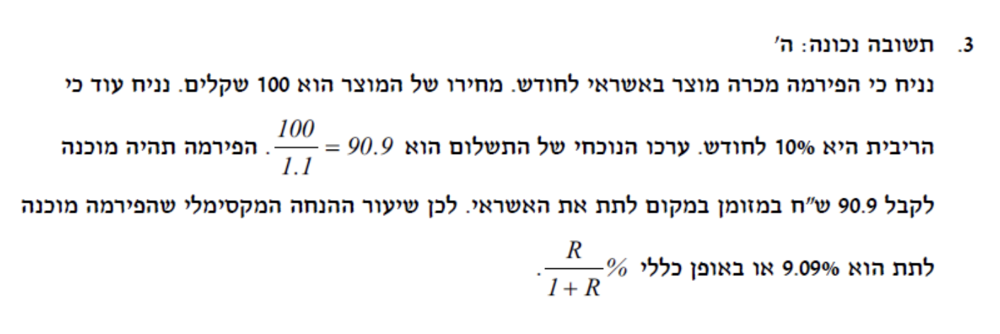 3. תשובה נכונה: ה'
נניח כי הפירמה מכרה מוצר באשראי לחודש. מחירו של המוצר הוא 100 שקלים. נניח עוד כי
הריבית היא 10% לחודש. ערכו הנוכחי של התשלום הוא 100/1.1 = 90.9. הפירמה תהיה מוכנה
לקבל 90.9 ש"ח במזומן במקום לתת את האשראי. לכן שיעור ההנחה המקסימלי שהפירמה מוכנה
לתת הוא 9.09% או באופן כללי R/(1+R)%.